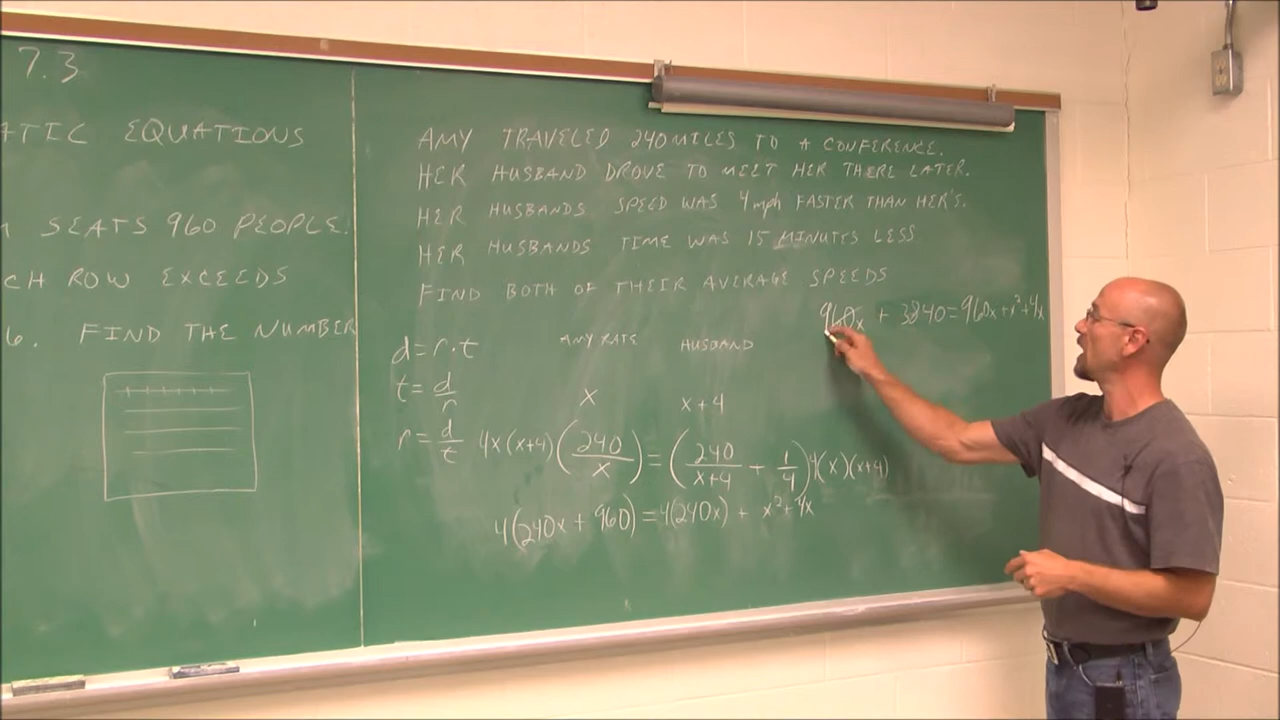 7.3
ATIC EQUATIONS
SEATS 960 PEOPLE.
CH ROW EXCEEDS
6. FIND THE NUMBER
AMY TRAVELED 240 MILES TO A CONFERENCE.
HER HUSBAND DROVE TO MEET HER THERE LATER.
HER HUSBANDS SPEED WAS 4mph FASTER THAN HER'S.
HER HUSBANDS TIME WAS 15 MINUTES LESS
FIND BOTH OF THEIR AVERAGE SPEEDS
960x + 3840 = 960x + x² + 4x
d = r · t
AMY RATE HUSBAND
t = d/r
x x + 4
r = d/t
4x(x+4)(240/x) = (240/(x+4) + 1/4)4(x)(x+4)
4(240x + 960) = 4(240x) + x² + 4x